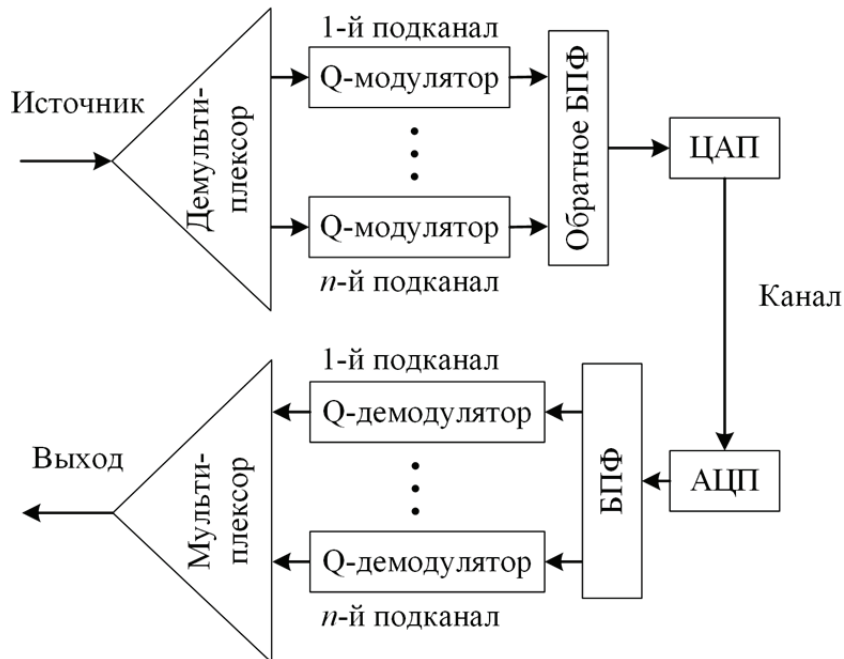 1-й подканал
Q-модулятор
Источник
Демульти-
плексор
Q-модулятор
n-й подканал
Обратное БПФ
ЦАП
Канал
1-й подканал
Q-демодулятор
Выход
Мульти-
плексор
Q-демодулятор
n-й подканал
БПФ
АЦП